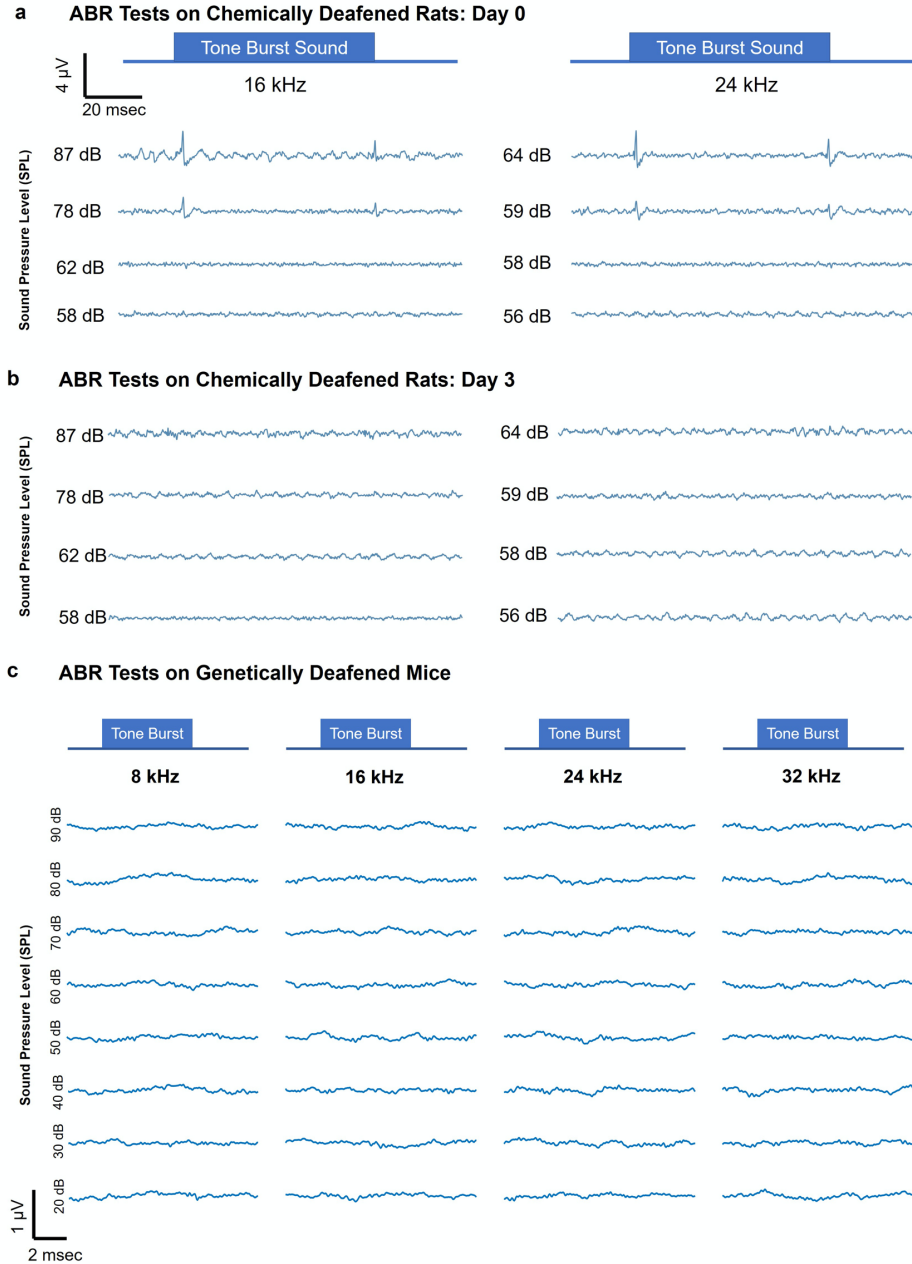 a
ABR Tests on Chemically Deafened Rats: Day 0
4 µV
20 msec
Tone Burst Sound
16 kHz
Tone Burst Sound
24 kHz
Sound Pressure Level (SPL)
87 dB
78 dB
62 dB
58 dB
64 dB
59 dB
58 dB
56 dB
b
ABR Tests on Chemically Deafened Rats: Day 3
Sound Pressure Level (SPL)
87 dB
78 dB
62 dB
58 dB
64 dB
59 dB
58 dB
56 dB
c
ABR Tests on Genetically Deafened Mice
Tone Burst
Tone Burst
Tone Burst
Tone Burst
8 kHz
16 kHz
24 kHz
32 kHz
Sound Pressure Level (SPL)
90 dB
80 dB
70 dB
60 dB
50 dB
40 dB
30 dB
20 dB
1 µV
2 msec